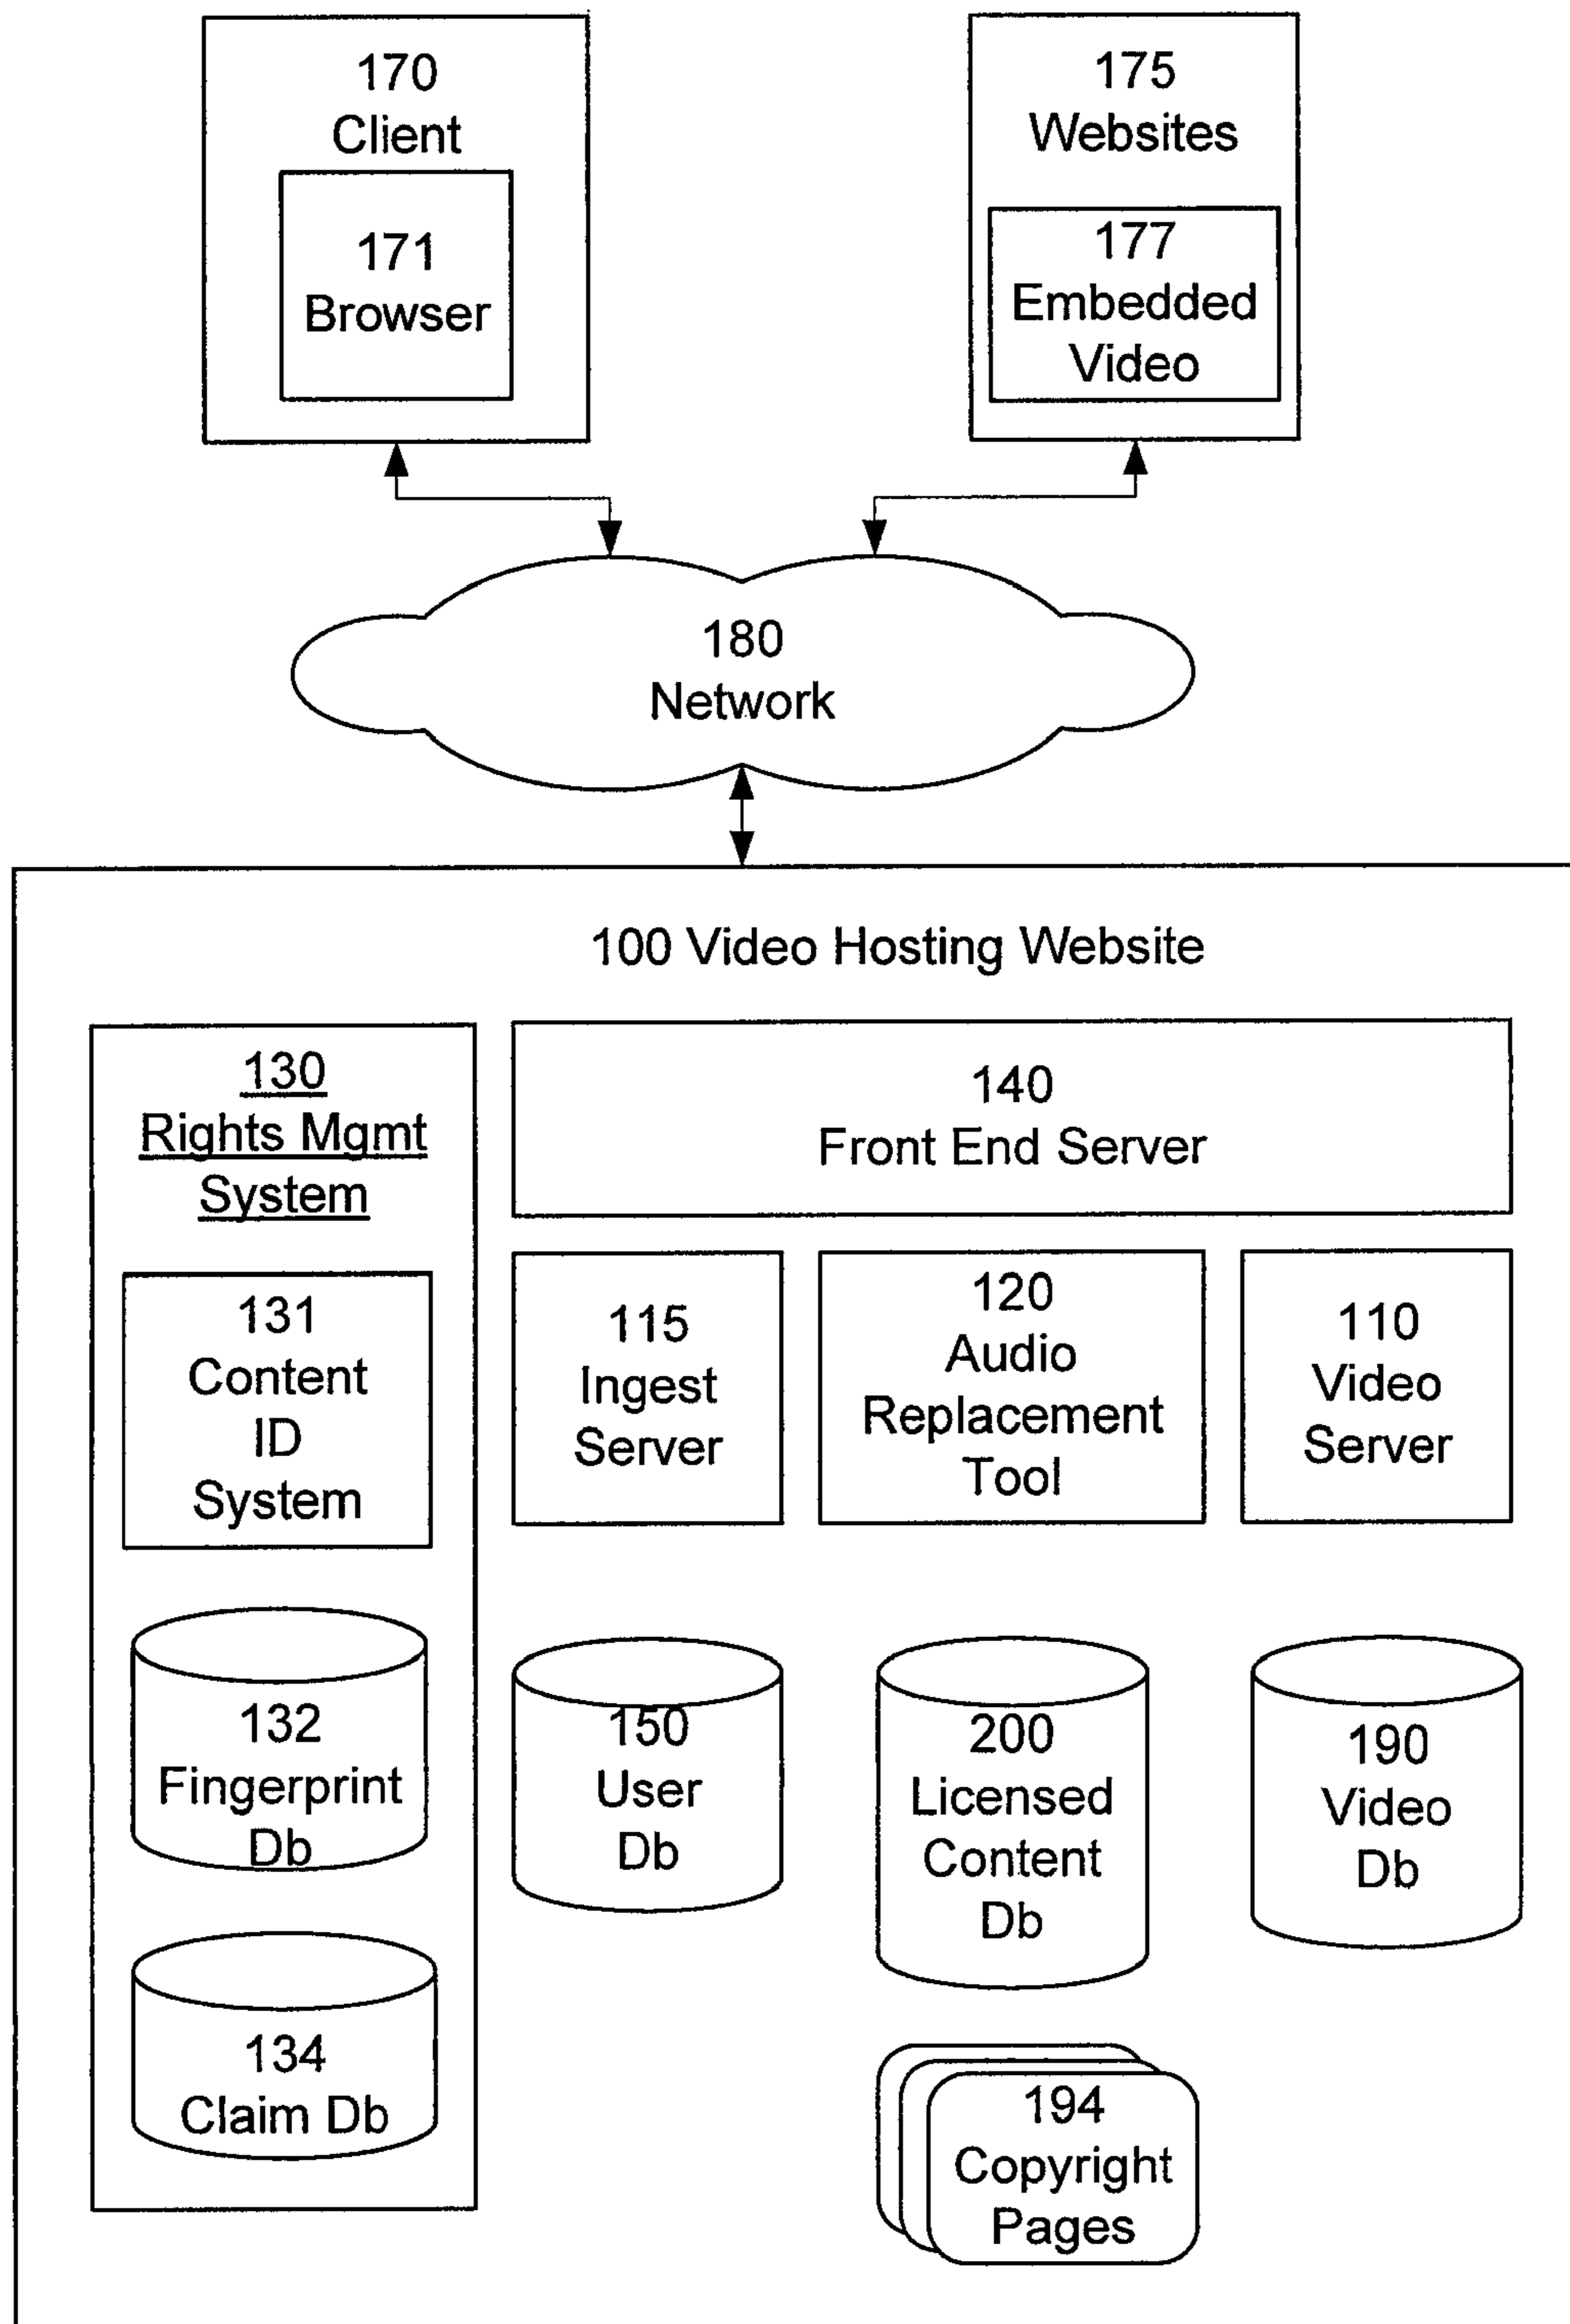 170
Client
171
Browser
175
Websites
177
Embedded
Video
180
Network
100 Video Hosting Website
130
Rights Mgmt
System
131
Content
ID
System
132
Fingerprint
Db
134
Claim Db
140
Front End Server
115
Ingest
Server
120
Audio
Replacement
Tool
110
Video
Server
150
User
Db
200
Licensed
Content
Db
190
Video
Db
194
Copyright
Pages